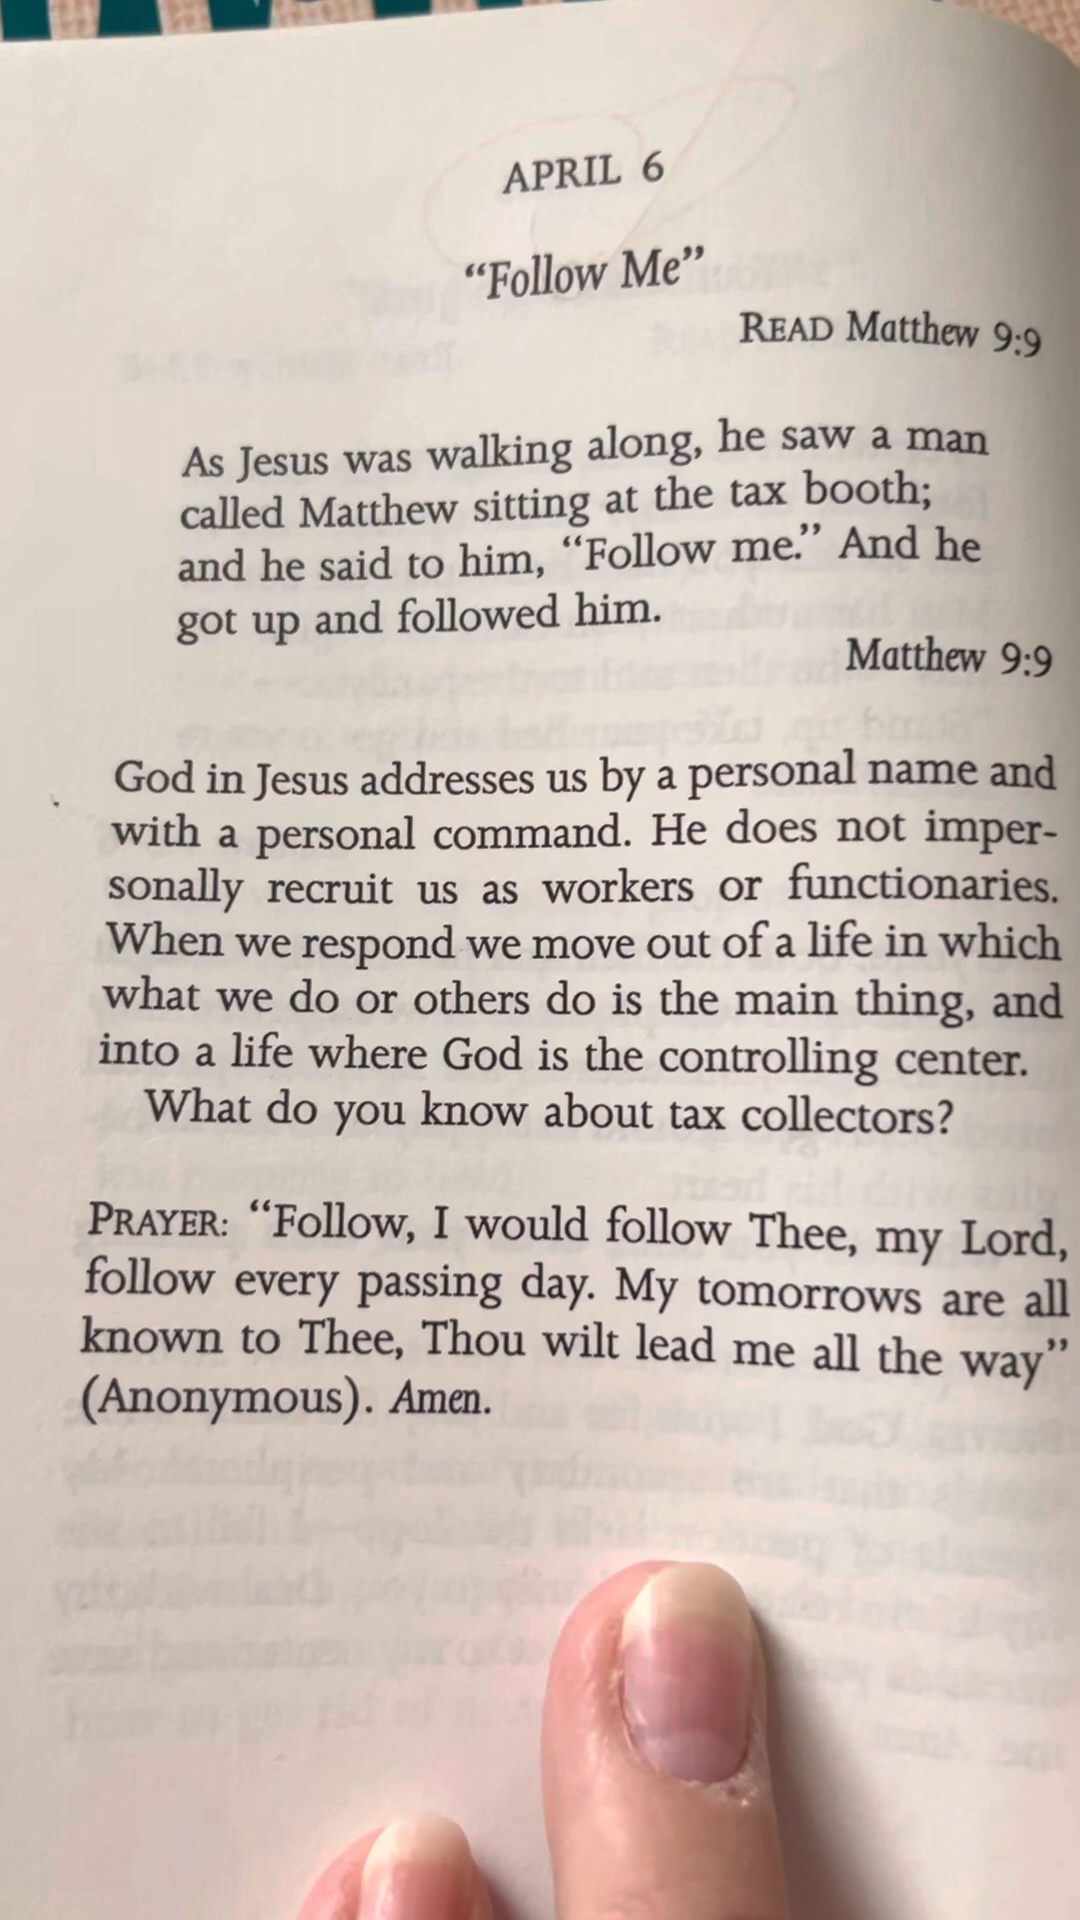 APRIL 6
“Follow Me”
READ Matthew 9:9
As Jesus was walking along, he saw a man
called Matthew sitting at the tax booth;
and he said to him, “Follow me.” And he
got up and followed him.
Matthew 9:9
God in Jesus addresses us by a personal name and
with a personal command. He does not imper-
sonally recruit us as workers or functionaries.
When we respond we move out of a life in which
what we do or others do is the main thing, and
into a life where God is the controlling center.
What do you know about tax collectors?
PRAYER: “Follow, I would follow Thee, my Lord,
follow every passing day. My tomorrows are all
known to Thee, Thou wilt lead me all the way”
(Anonymous). Amen.